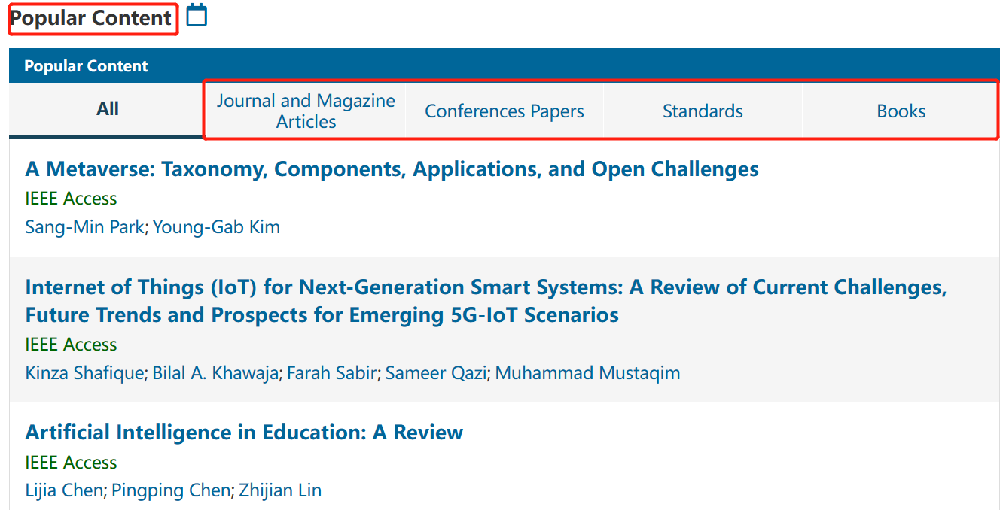 Popular Content
Popular Content
All
Journal and Magazine
Articles
Conferences Papers
Standards
Books
A Metaverse: Taxonomy, Components, Applications, and Open Challenges
IEEE Access
Sang-Min Park; Young-Gab Kim
Internet of Things (IoT) for Next-Generation Smart Systems: A Review of Current Challenges,
Future Trends and Prospects for Emerging 5G-IoT Scenarios
IEEE Access
Kinza Shafique; Bilal A. Khawaja; Farah Sabir; Sameer Qazi; Muhammad Mustaqim
Artificial Intelligence in Education: A Review
IEEE Access
Lijia Chen; Pingping Chen; Zhijian Lin